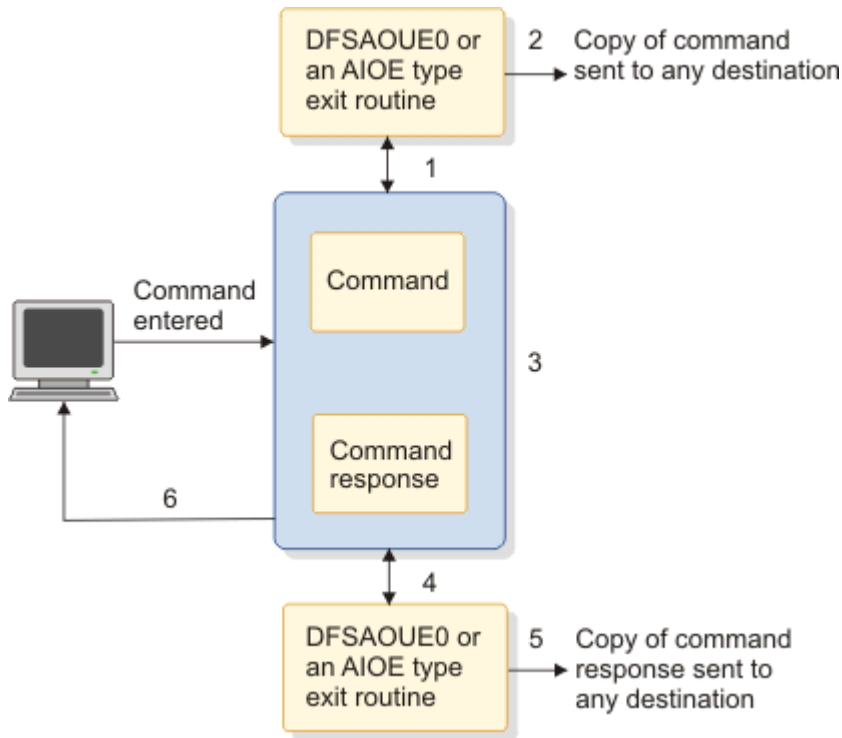 DFSAOUE0 or
an AIOE type
exit routine
2 Copy of command
sent to any destination
1
Command
entered
Command
3
Command
response
6
4
DFSAOUE0 or
an AIOE type
exit routine
5 Copy of command
response sent to
any destination